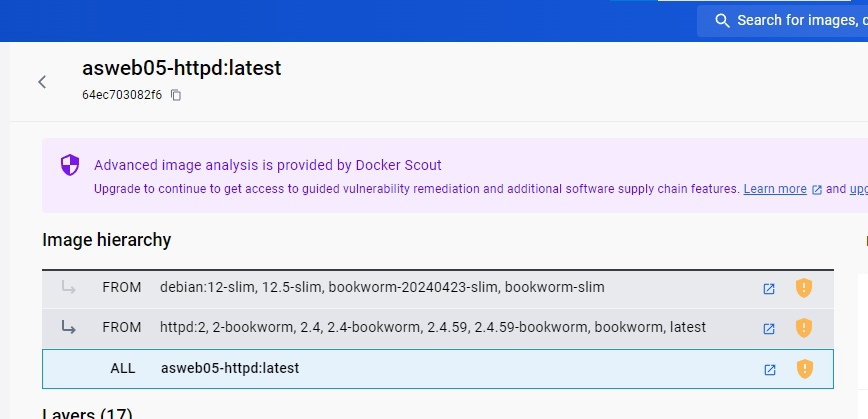 Search for images,
asweb05-httpd:latest
64ec703082f6
Advanced image analysis is provided by Docker Scout
Upgrade to continue to get access to guided vulnerability remediation and additional software supply chain features. Learn more and
Image hierarchy
FROM debian:12-slim, 12.5-slim, bookworm-20240423-slim, bookworm-slim
FROM httpd:2, 2-bookworm, 2.4, 2.4-bookworm, 2.4.59, 2.4.59-bookworm, bookworm, latest
ALL asweb05-httpd:latest
Layers (17)